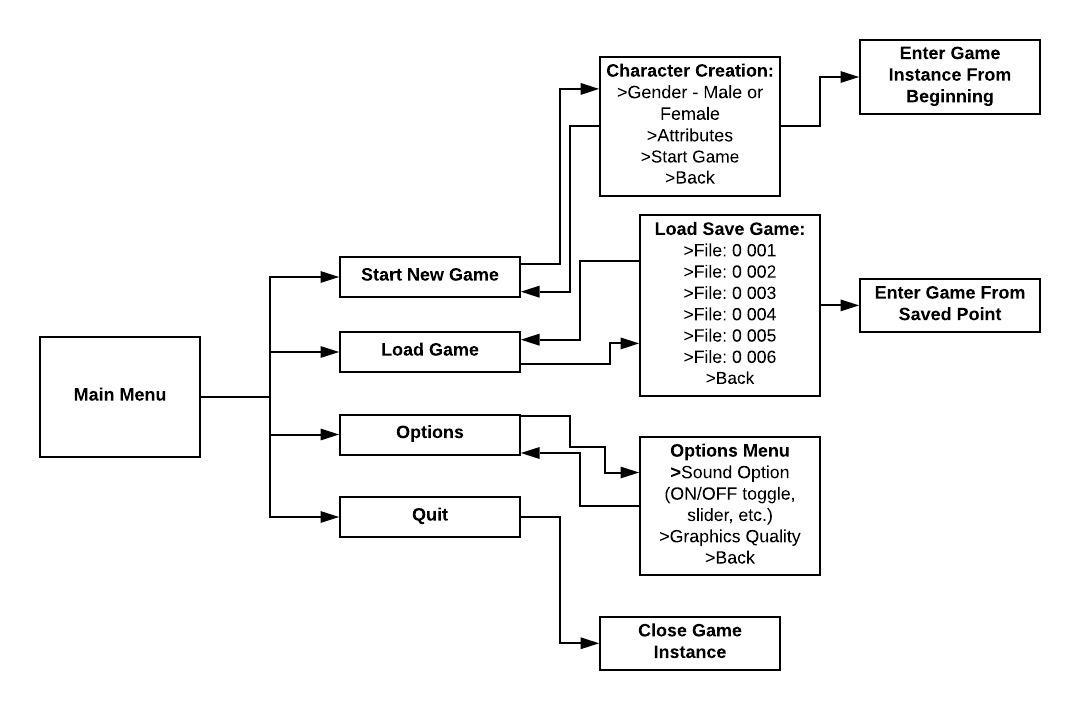 Main Menu
Start New Game
Load Game
Options
Quit
Character Creation:
>Gender - Male or
Female
>Attributes
>Start Game
>Back
Load Save Game:
>File: 0 001
>File: 0 002
>File: 0 003
>File: 0 004
>File: 0 005
>File: 0 006
>Back
Options Menu
>Sound Option
(ON/OFF toggle,
slider, etc.)
>Graphics Quality
>Back
Close Game
Instance
Enter Game
Instance From
Beginning
Enter Game From
Saved Point